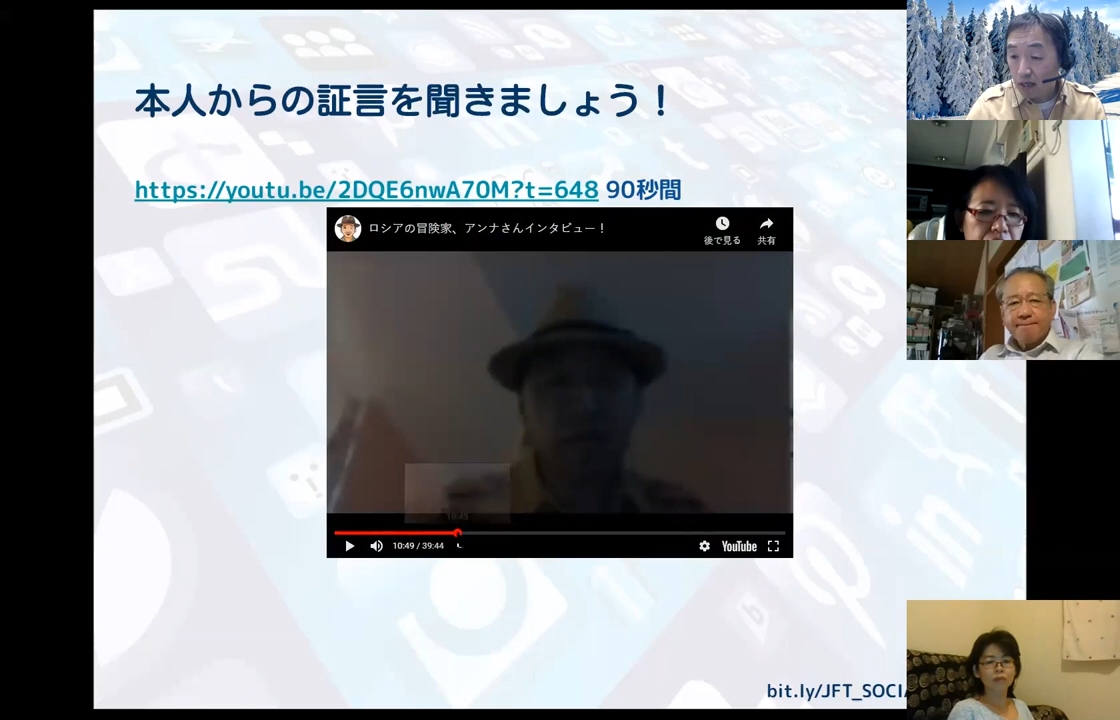 本人からの証言を聞きましょう！
https://youtu.be/2DQE6nwA70M?t=648 90秒間
ロシアの冒険家、アンナさんインタビュー！
後で見る 共有
10:49 / 39:44
YouTube
bit.ly/JFT_SOCI